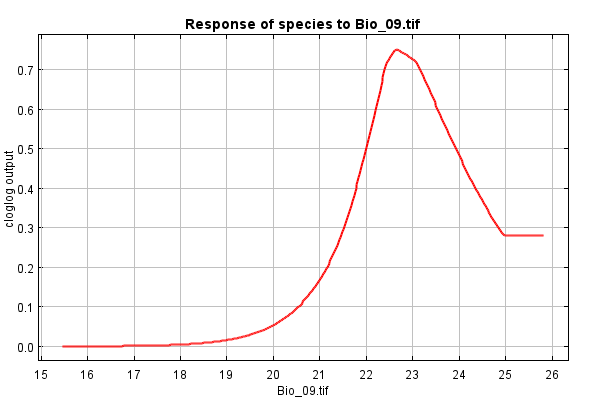 Response of species to Bio_09.tif
cloglog output
0.7
0.6
0.5
0.4
0.3
0.2
0.1
0.0
15 16 17 18 19 20 21 22 23 24 25 26
Bio_09.tif